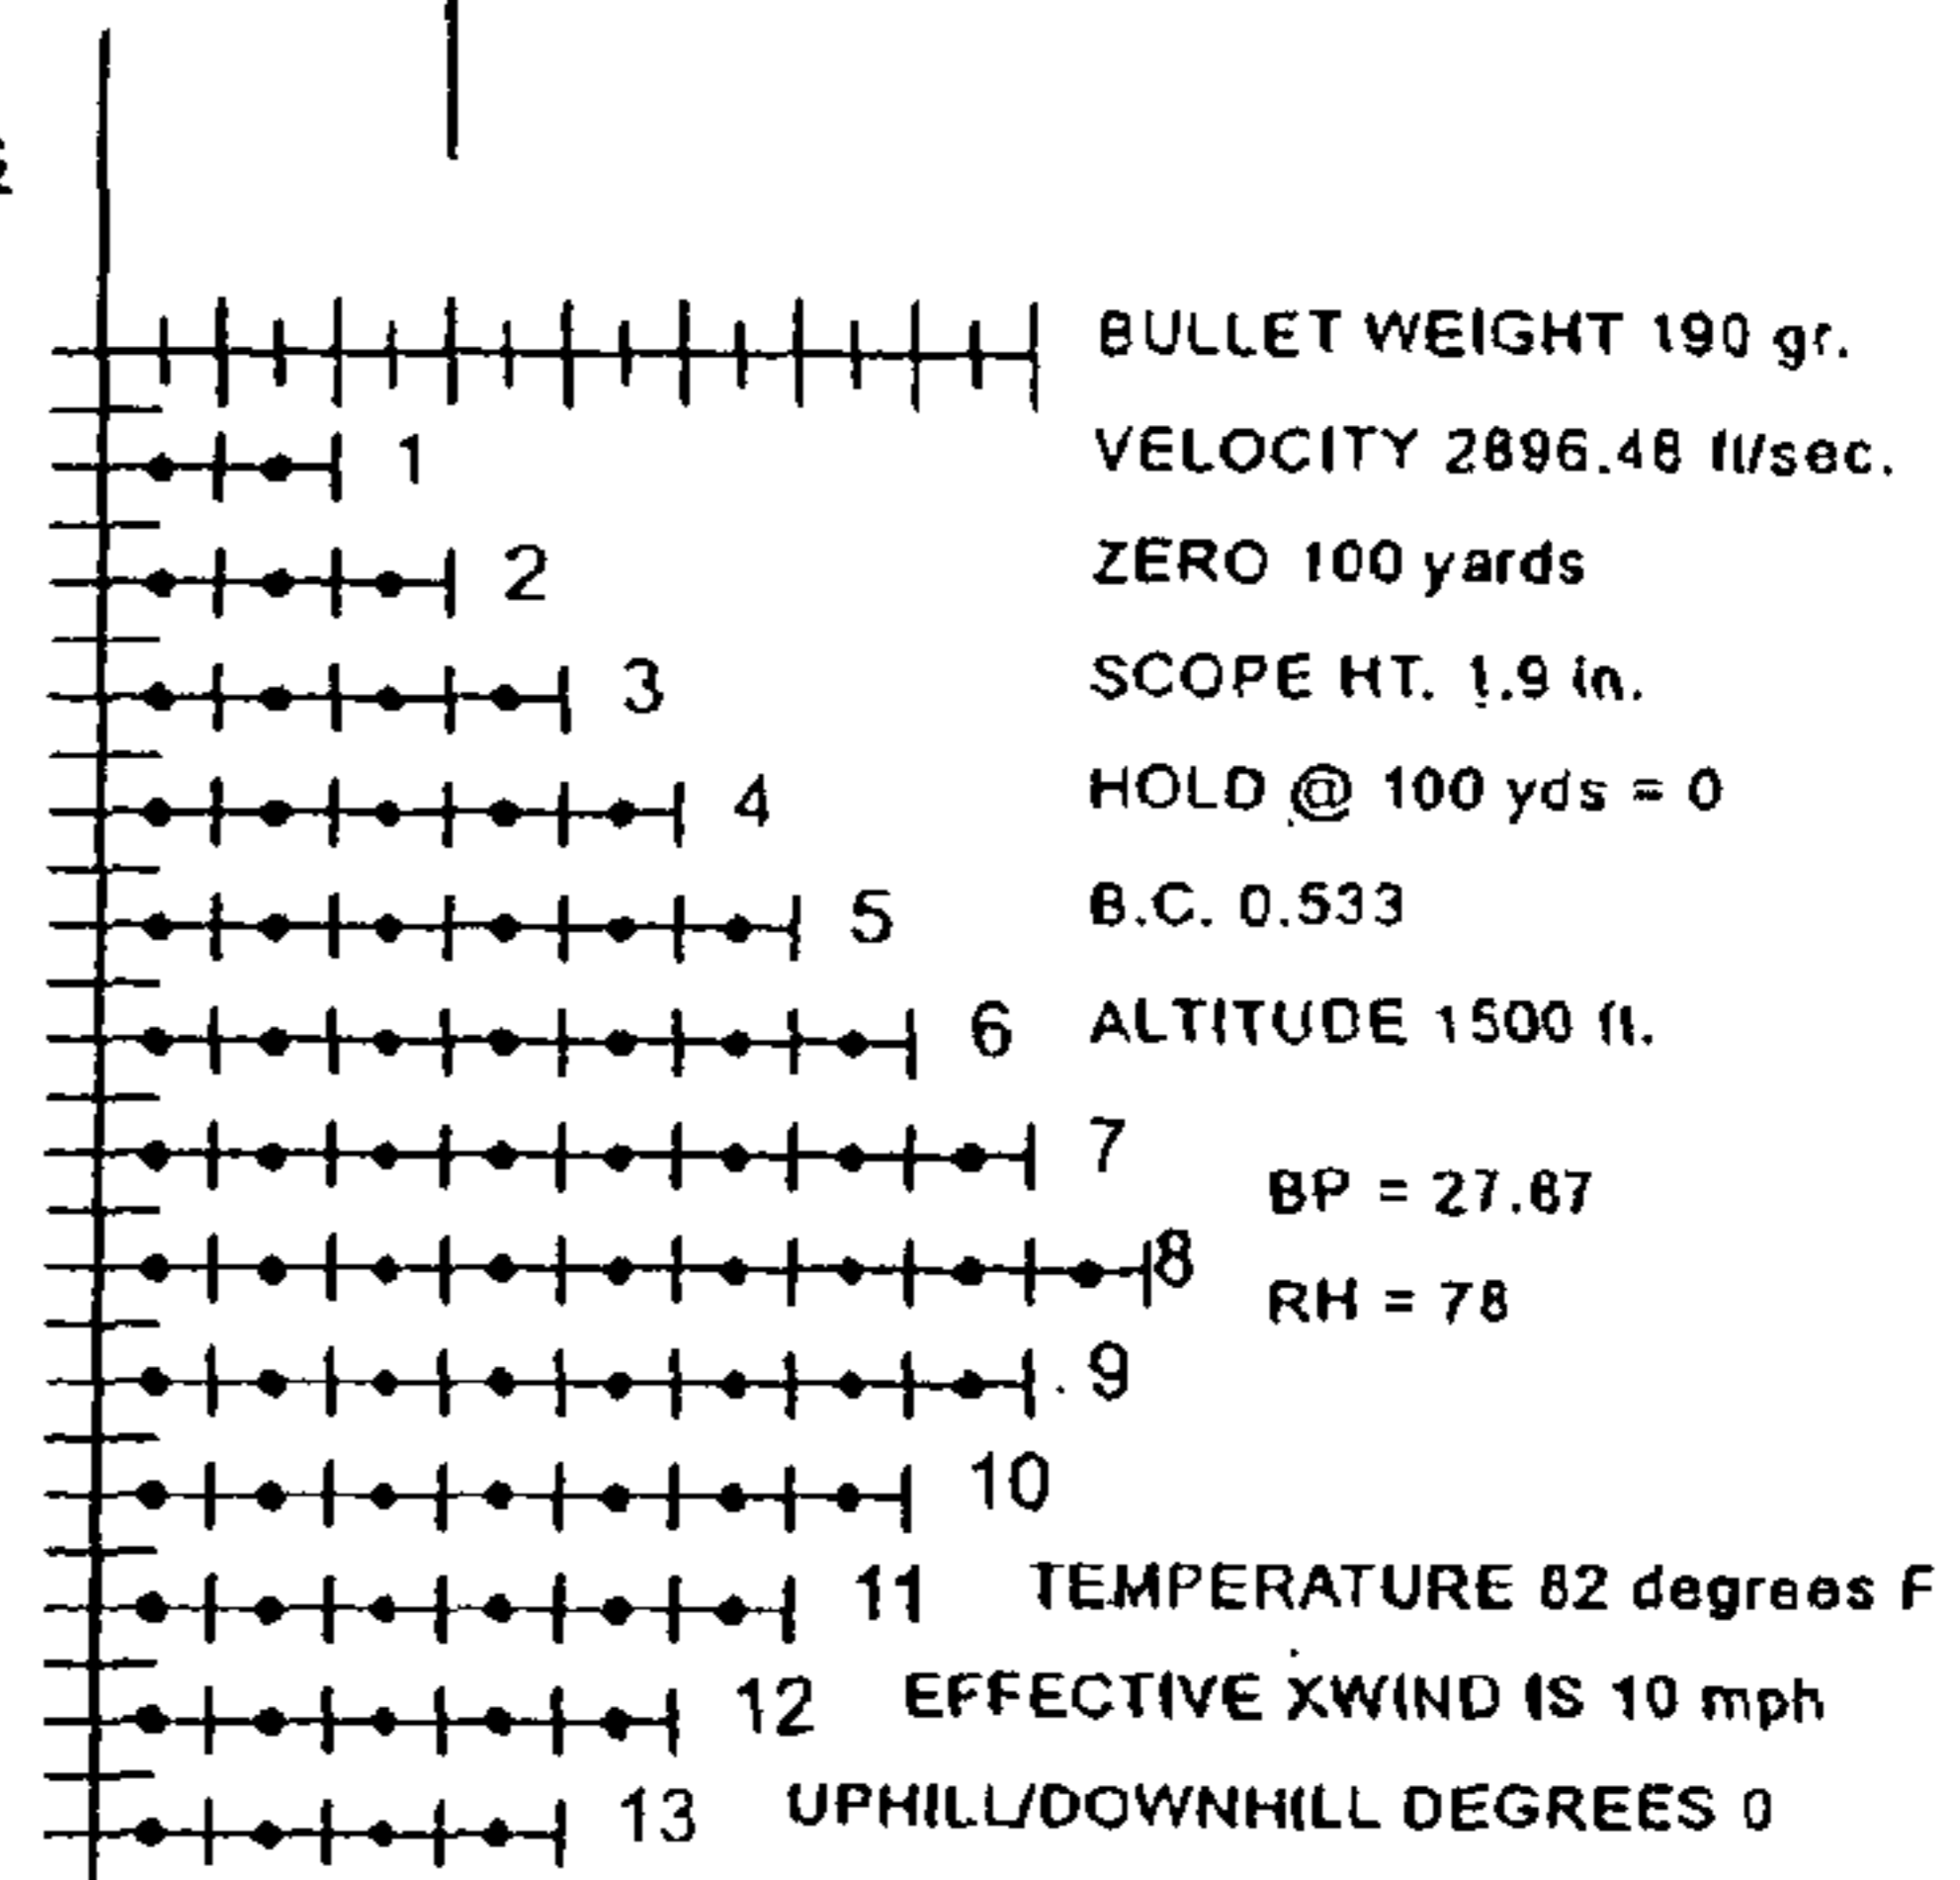 BULLET WEIGHT 190 gr.
1 VELOCITY 2896.48 ft/sec.
2 ZERO 100 yards
3 SCOPE HT. 1.9 in.
4 HOLD @ 100 yds = 0
5 B.C. 0.533
6 ALTITUDE 1500 ft.
7 BP = 27.87
8 RH = 78
9
10
11 TEMPERATURE 82 degrees F
12 EFFECTIVE XWIND IS 10 mph
13 UPHILL/DOWNHILL DEGREES 0